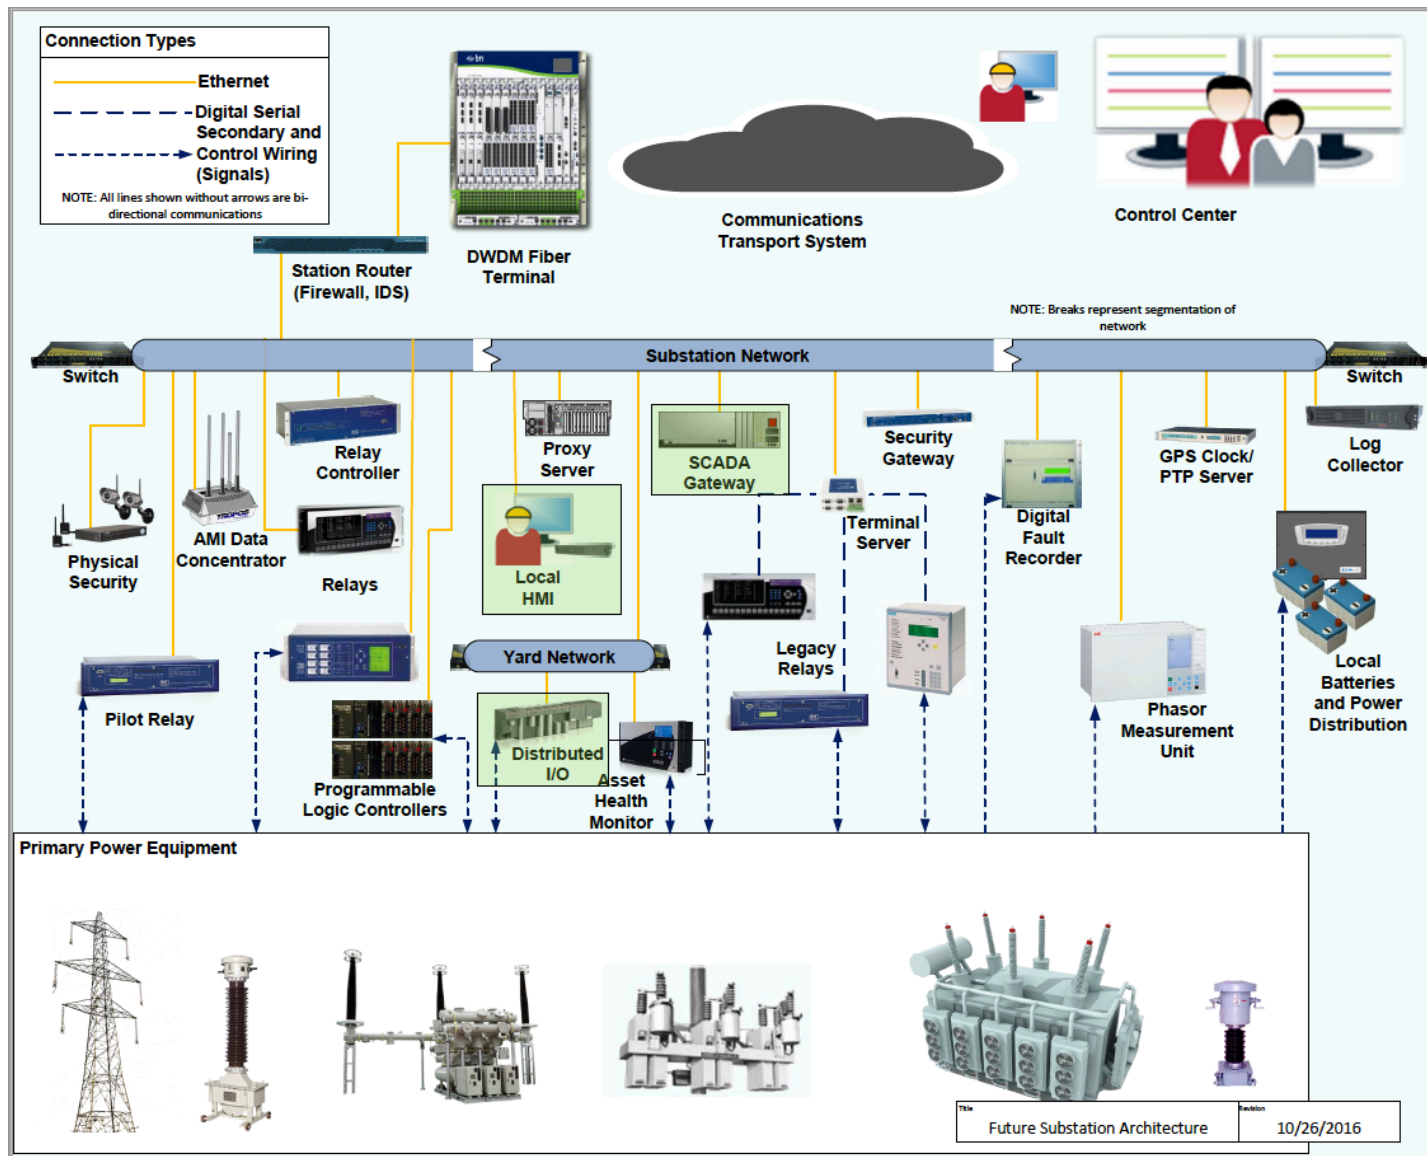 Connection Types
Ethernet
Digital Serial
Secondary and
Control Wiring
(Signals)
NOTE: All lines shown without arrows are bi-
directional communications
bti
DWDM Fiber
Terminal
Communications
Transport System
Control Center
Station Router
(Firewall, IDS)
NOTE: Breaks represent segmentation of
network
Substation Network
Switch
Switch
Relay
Controller
Proxy
Server
SCADA
Gateway
Security
Gateway
GPS Clock/
PTP Server
Log
Collector
TROPOS
AMI Data
Concentrator
Physical
Security
Relays
Local
HMI
Terminal
Server
Digital
Fault
Recorder
Yard Network
Legacy
Relays
Local
Batteries
and Power
Distribution
Pilot Relay
Phasor
Measurement
Unit
Distributed
I/O
Asset
Health
Monitor
Programmable
Logic Controllers
Primary Power Equipment
Title
Future Substation Architecture
Revision
10/26/2016